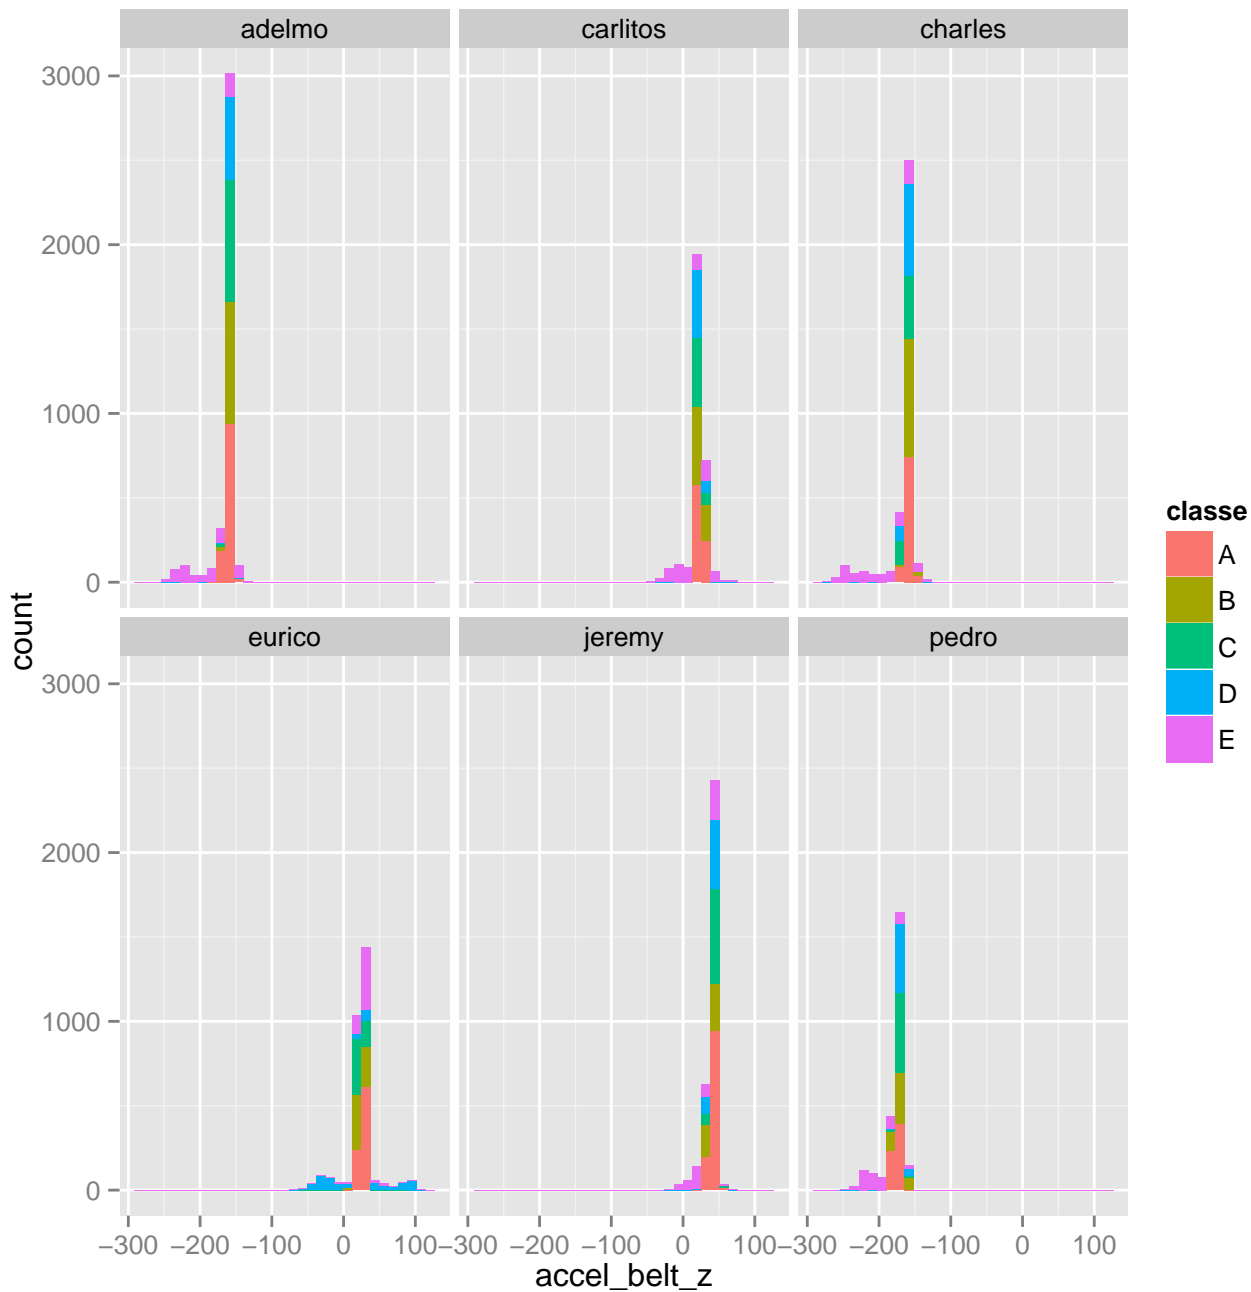 adelmo carlitos charles
3000
2000
1000
0
eurico jeremy pedro
3000
2000
1000
0
−300 −200 −100 0 100 −300 −200 −100 0 100 −300 −200 −100 0 100
accel_belt_z
count
classe
A
B
C
D
E